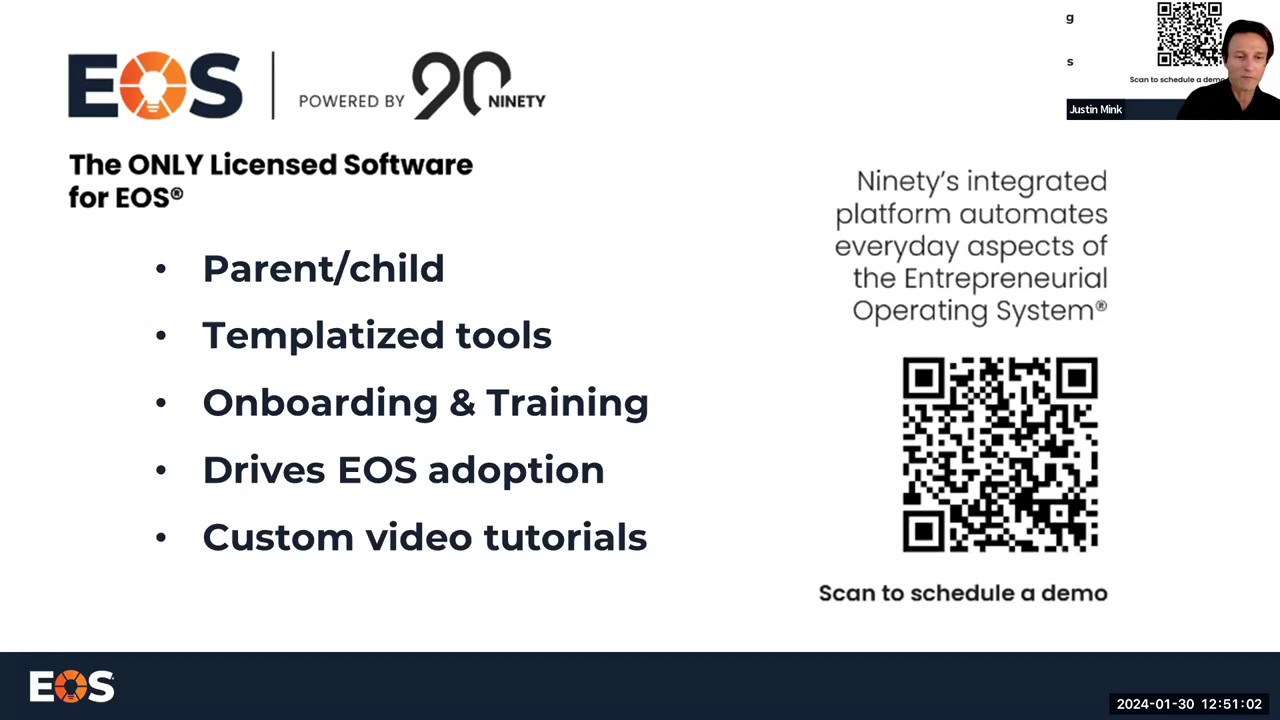 EOS
POWERED BY 90 NINETY
The ONLY Licensed Software
for EOS®
• Parent/child
• Templatized tools
• Onboarding & Training
• Drives EOS adoption
• Custom video tutorials
Ninety’s integrated
platform automates
everyday aspects of
the Entrepreneurial
Operating System®
Scan to schedule a demo
g
s
Scan to schedule a demo
Justin Mink
EOS
2024-01-30 12:51:02